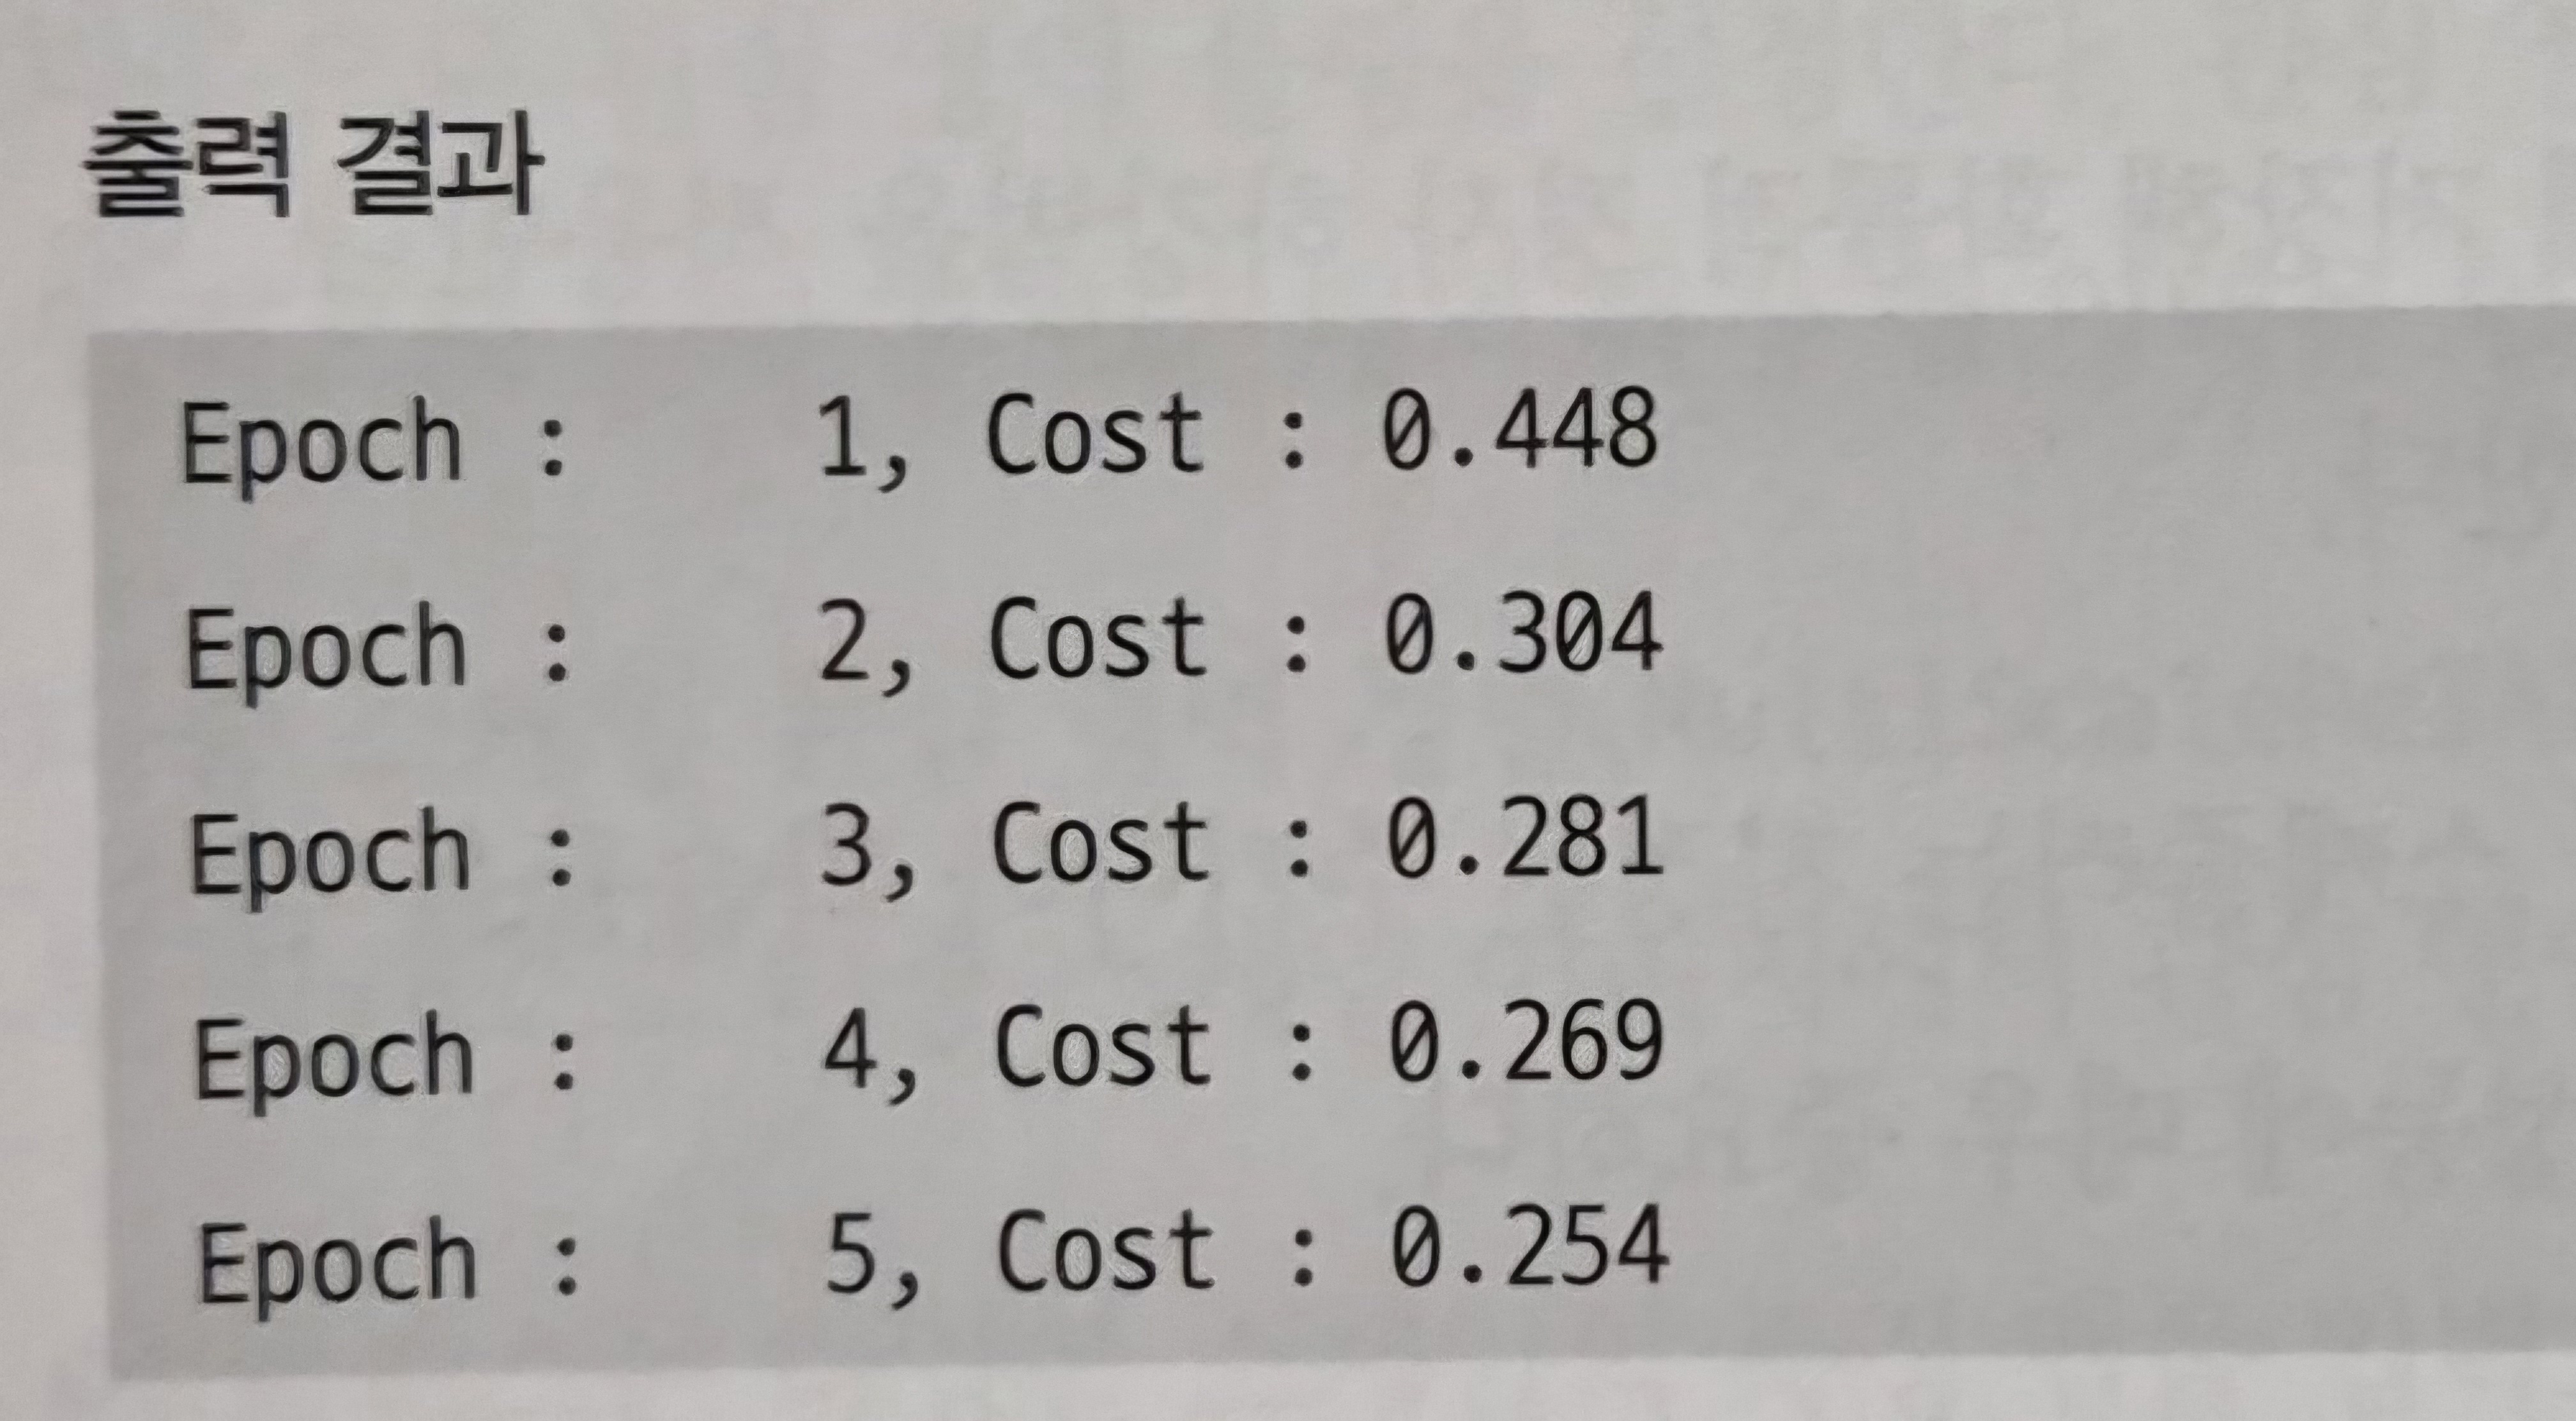 출력 결과
Epoch :    1, Cost : 0.448
Epoch :    2, Cost : 0.304
Epoch :    3, Cost : 0.281
Epoch :    4, Cost : 0.269
Epoch :    5, Cost : 0.254